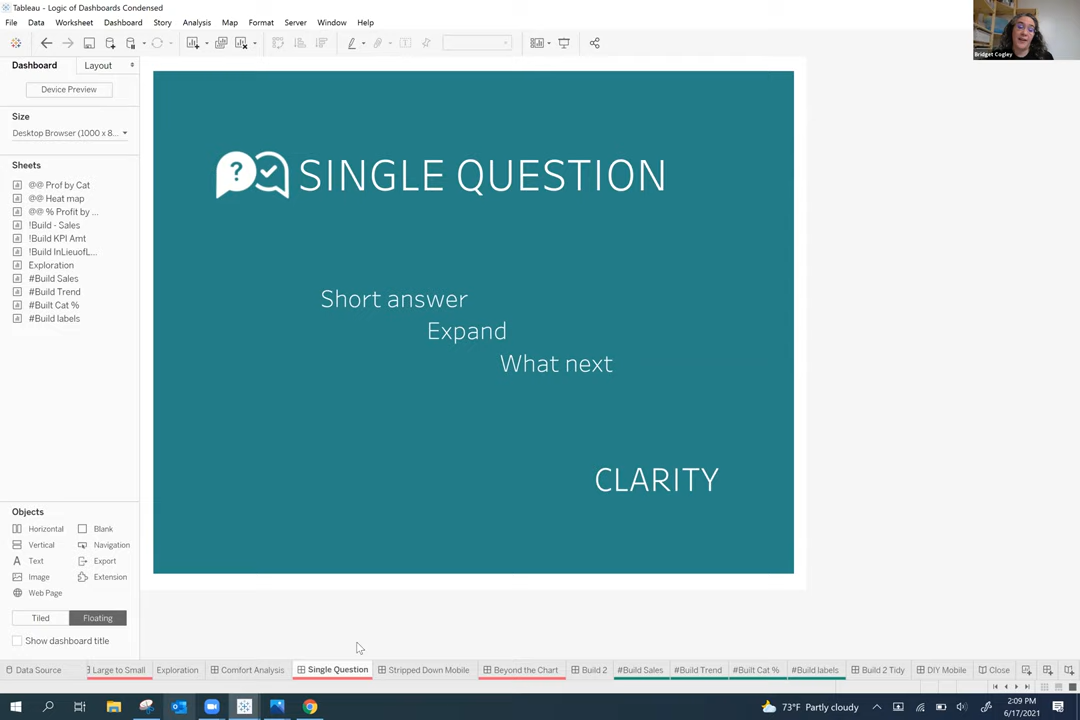 Tableau - Logic of Dashboards Condensed
File Data Worksheet Dashboard Story Analysis Map Format Server Window Help
Bridget Cogley
Dashboard Layout
Device Preview
Size
Desktop Browser (1000 x 8...
Sheets
@@ Prof by Cat
@@ Heat map
@@ % Profit by ...
!Build - Sales
!Build KPI Amt
!Build InLieuofL...
Exploration
#Build Sales
#Build Trend
#Built Cat %
#Build labels
? SINGLE QUESTION
Short answer
Expand
What next
CLARITY
Objects
Horizontal Blank
Vertical Navigation
A Text Export
Image Extension
Web Page
Tiled Floating
Show dashboard title
Data Source Large to Small Exploration Comfort Analysis Single Question Stripped Down Mobile Beyond the Chart Build 2 #Build Sales #Build Trend #Built Cat % #Build labels Build 2 Tidy DIY Mobile Close
73°F Partly cloudy
2:09 PM
6/17/2021